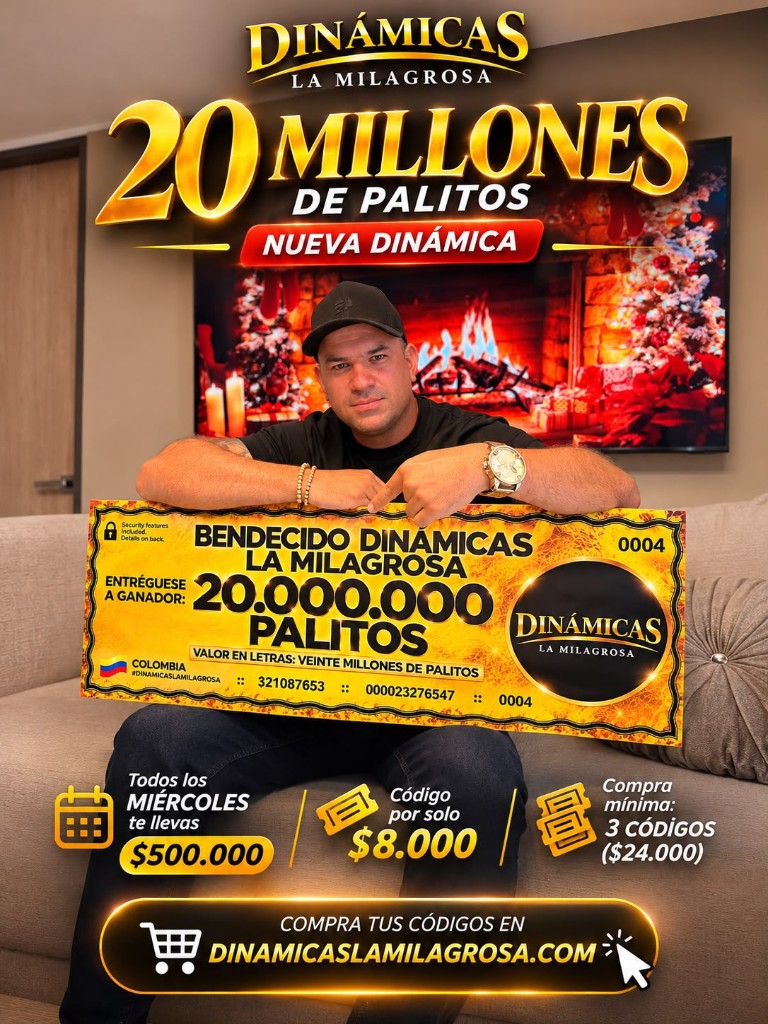 DINÁMICAS
LA MILAGROSA
20 MILLONES
DE PALITOS
NUEVA DINÁMICA
Security features
included.
Details on back.
BENDECIDO DINÁMICAS
LA MILAGROSA
0004
ENTRÉGUESE
A GANADOR:
20.000.000
PALITOS
VALOR EN LETRAS: VEINTE MILLONES DE PALITOS
DINÁMICAS
LA MILAGROSA
COLOMBIA
#DINAMICASLAMILAGROSA
:: 321087653 :: 000023276547 :: 0004
Todos los
MIÉRCOLES
te llevas
$500.000
Código
por solo
$8.000
Compra
mínima:
3 CÓDIGOS
($24.000)
COMPRA TUS CÓDIGOS EN
DINAMICASLAMILAGROSA.COM